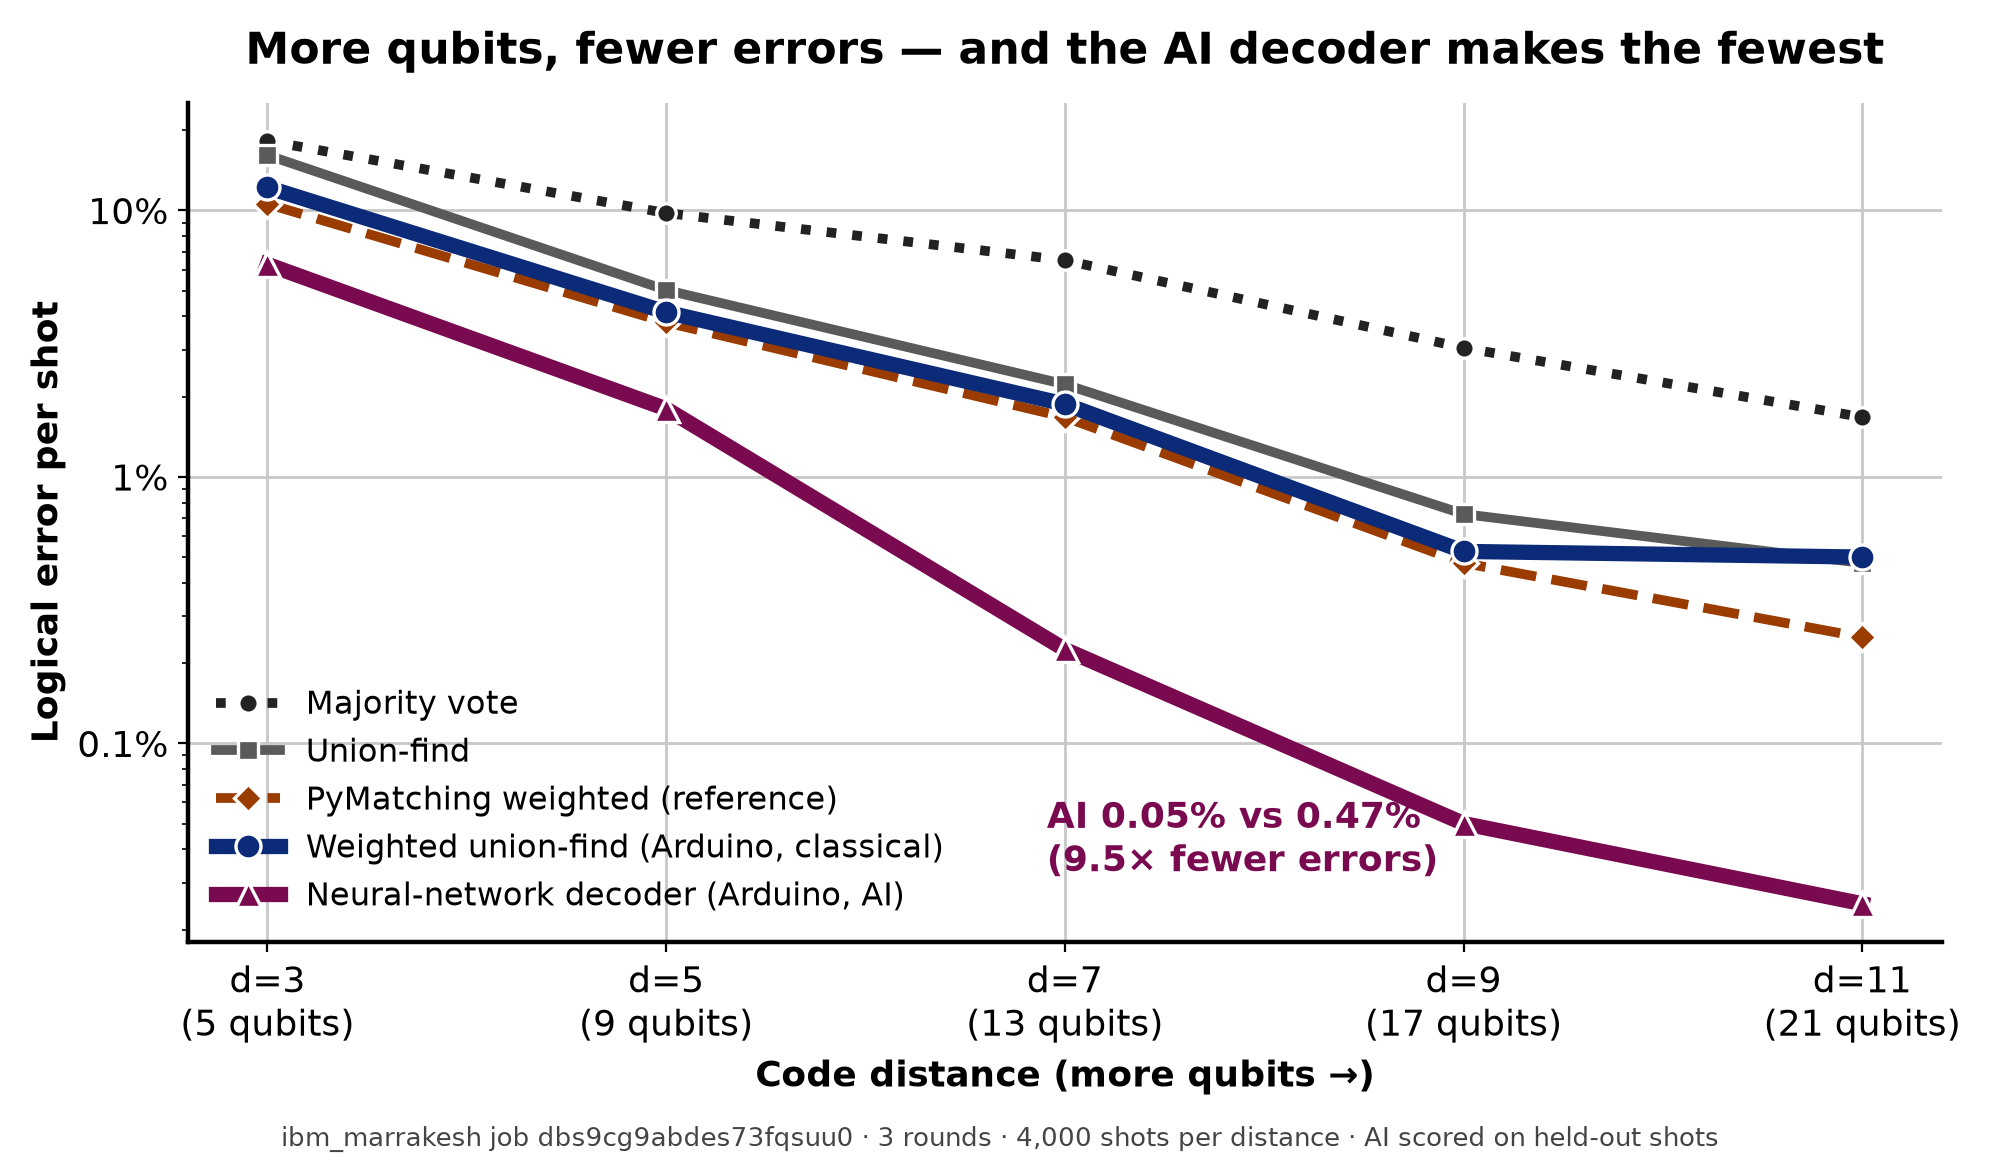 More qubits, fewer errors — and the AI decoder makes the fewest
Logical error per shot
10%
1%
0.1%
Majority vote
Union-find
PyMatching weighted (reference)
Weighted union-find (Arduino, classical)
Neural-network decoder (Arduino, AI)
AI 0.05% vs 0.47%
(9.5× fewer errors)
d=3
(5 qubits)
d=5
(9 qubits)
d=7
(13 qubits)
d=9
(17 qubits)
d=11
(21 qubits)
Code distance (more qubits →)
ibm_marrakesh job dbs9cg9abdes73fqsuu0 · 3 rounds · 4,000 shots per distance · AI scored on held-out shots